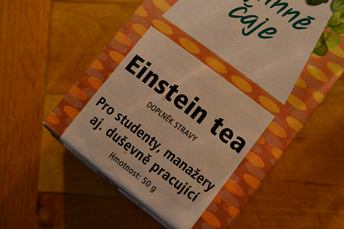 čaje
Einstein tea
DOPLNĚK STRAVY
Pro studenty, manažery
aj. duševně pracující
Hmotnost: 50 g